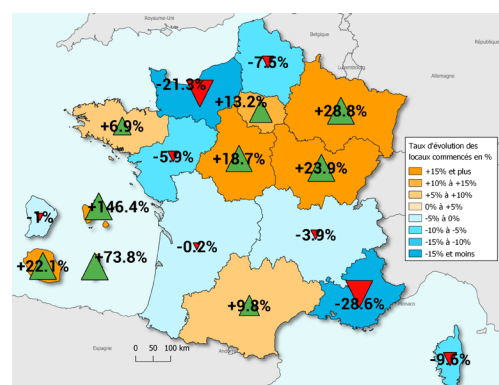 Royaume-Uni
Belgique
-7.5%
Luxembourg
République
Allemagne
-21.3%
+13.2%
+28.8%
+6.9%
-5.9%
+18.7%
+23.9%
Taux d'évolution des
locaux commencés en %
+15% et plus
+10% à +15%
+5% à +10%
0% à +5%
-5% à 0%
-10% à -5%
-15% à -10%
-15% et moins
-1%
+146.4%
-0.2%
-3.9%
+22.1%
+73.8%
+9.8%
-28.6%
Monaco
Espagne
0 50 100 km
-9.6%